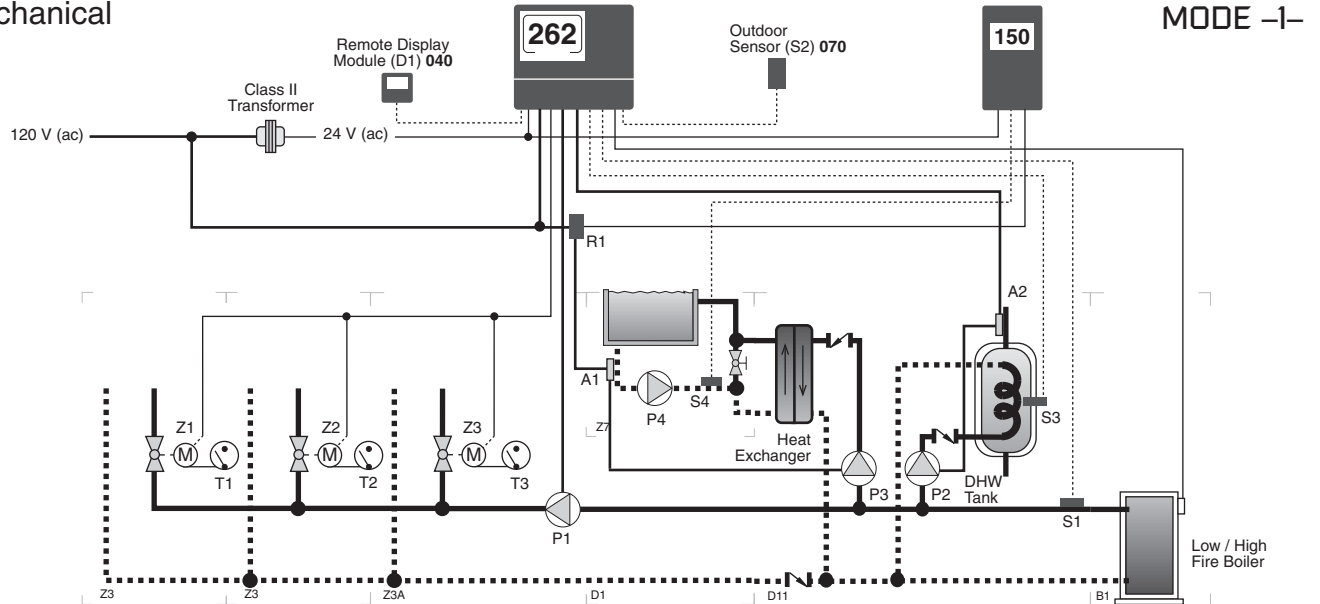 chanical
MODE –1–
262
150
Remote Display
Module (D1) 040
Outdoor
Sensor (S2) 070
Class II
Transformer
120 V (ac)
24 V (ac)
R1
A2
A1
P4
S4
S3
Z7
Heat
Exchanger
Z1
M
T1
Z2
M
T2
Z3
M
T3
P3
P2
DHW
Tank
S1
P1
Low / High
Fire Boiler
Z3
Z3
Z3A
D1
D11
B1